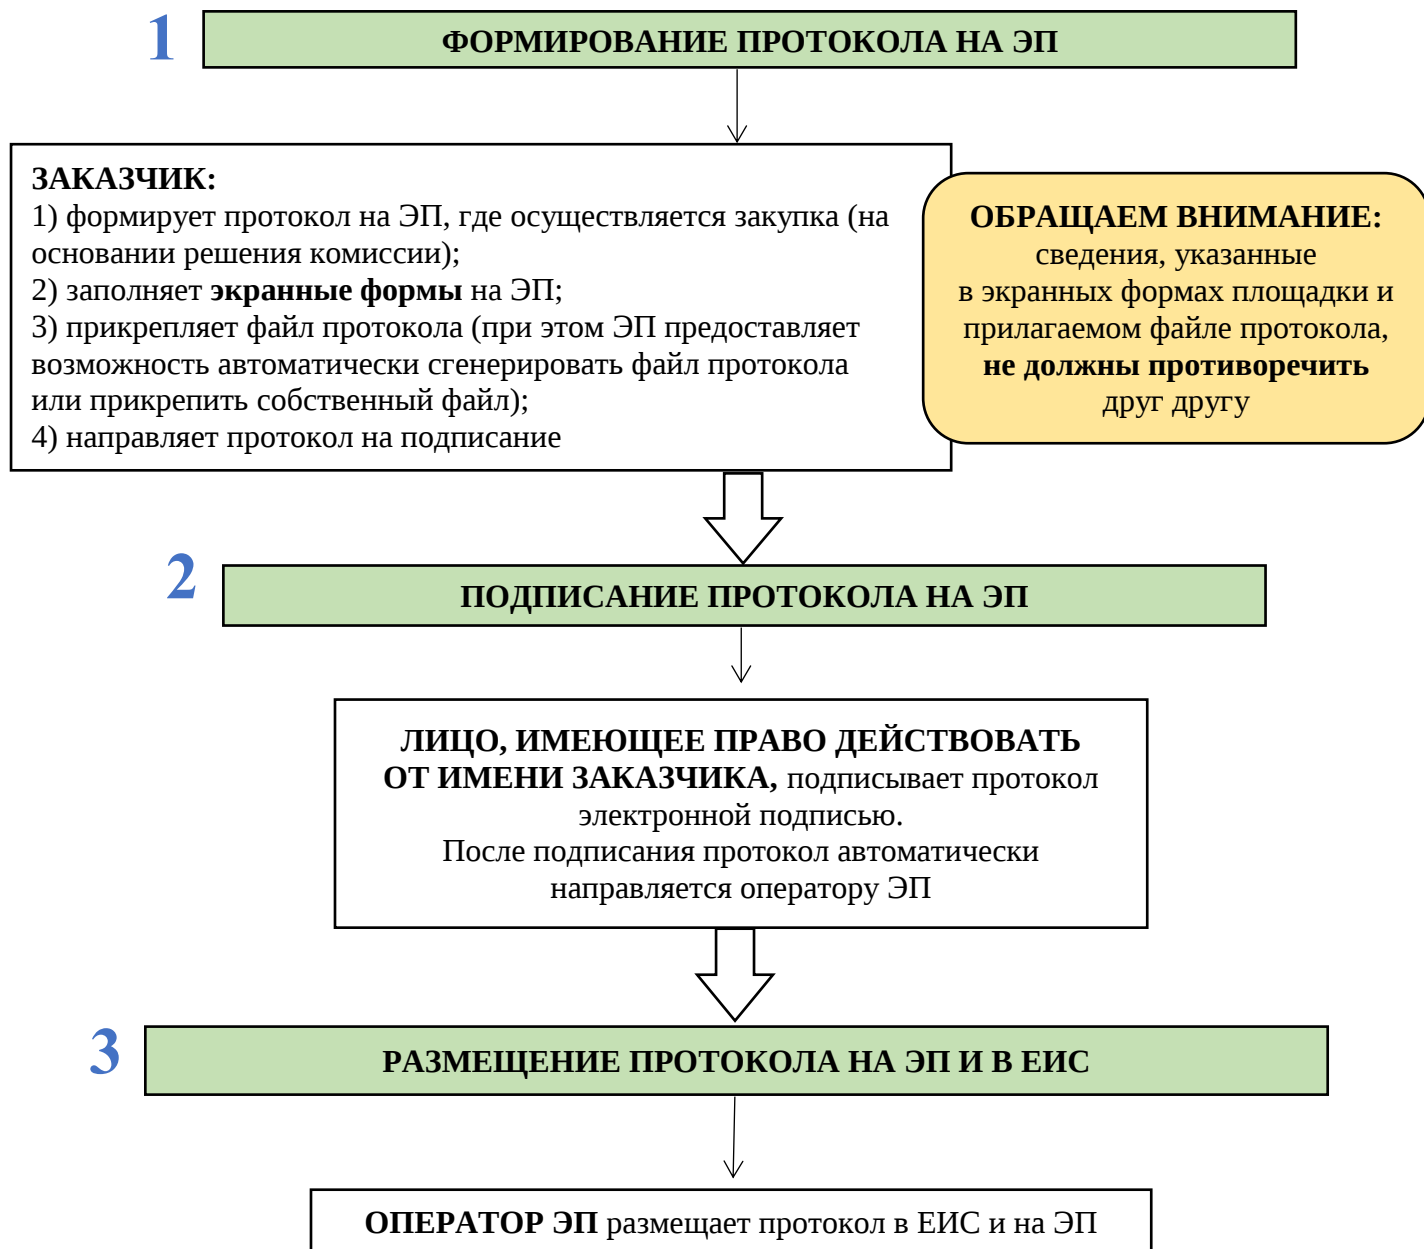 1
ФОРМИРОВАНИЕ ПРОТОКОЛА НА ЭП
ЗАКАЗЧИК:
1) формирует протокол на ЭП, где осуществляется закупка (на
основании решения комиссии);
2) заполняет экранные формы на ЭП;
3) прикрепляет файл протокола (при этом ЭП предоставляет
возможность автоматически сгенерировать файл протокола
или прикрепить собственный файл);
4) направляет протокол на подписание
ОБРАЩАЕМ ВНИМАНИЕ:
сведения, указанные
в экранных формах площадки и
прилагаемом файле протокола,
не должны противоречить
друг другу
2
ПОДПИСАНИЕ ПРОТОКОЛА НА ЭП
ЛИЦО, ИМЕЮЩЕЕ ПРАВО ДЕЙСТВОВАТЬ
ОТ ИМЕНИ ЗАКАЗЧИКА, подписывает протокол
электронной подписью.
После подписания протокол автоматически
направляется оператору ЭП
3
РАЗМЕЩЕНИЕ ПРОТОКОЛА НА ЭП И В ЕИС
ОПЕРАТОР ЭП размещает протокол в ЕИС и на ЭП